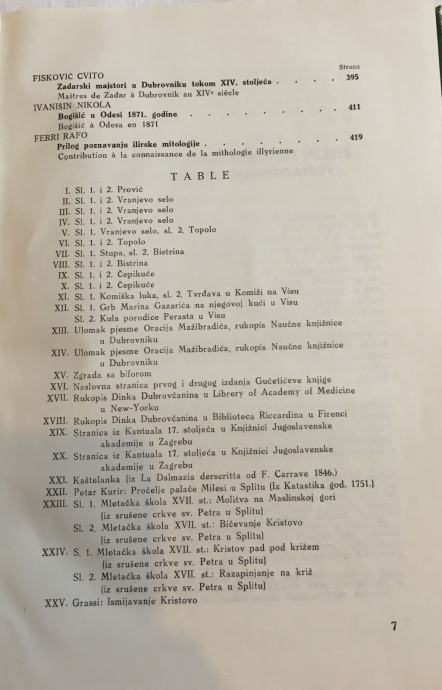 Strana
FISKOVIĆ CVITO
Zadarski majstori u Dubrovniku tokom XIV. stoljeća . . . . 395
Maîtres de Zadar à Dubrovnik au XIVe siècle
IVANISIN NIKOLA
Bogišić u Odesi 1871. godine . . . . . . . 411
Bogišić à Odesa en 1871
FERRI RAFO
Prilog poznavanju ilirske mitologije . . . . . . 419
Contribution à la connaissance de la mithologie illyrienne
TABLE
I. Sl. 1. i 2. Prović
II. Sl. 1. i 2. Vranjevo selo
III. Sl. 1. i 2. Vranjevo selo
IV. Sl. 1. i 2. Vranjevo selo
V. Sl. 1. Vranjevo selo, sl. 2. Topolo
VI. Sl. 1. i 2. Topolo
VII. Sl. 1. Stupa, sl. 2. Bistrina
VIII. Sl. 1. i 2. Bistrina
IX. Sl. 1. i 2. Čepikuće
X. Sl. 1. i 2. Čepikuće
XI. Sl. 1. Komiška luka, sl. 2. Tvrđava u Komiži na Visu
XII. Sl. 1. Grb Marina Gazarića na njegovoj kući u Visu
Sl. 2. Kula porodice Perasta u Visu
XIII. Ulomak pjesme Oracija Mažibradića, rukopis Naučne knjižnice
u Dubrovniku
XIV. Ulomak pjesme Oracija Mažibradića, rukopis Naučne knjižnice
u Dubrovniku
XV. Zgrada sa biforom
XVI. Naslovna stranica prvog i drugog izdanja Gučetićeve knjige
XVII. Rukopis Dinka Dubrovčanina u Librery of Academy of Medicine
u New-Yorku
XVIII. Rukopis Dinka Dubrovčanina u Biblioteca Riccardina u Firenci
XIX. Stranica iz Kantuala 17. stoljeća u Knjižnici Jugoslavenske
akademije u Zagrebu
XX. Stranica iz Kantuala 17. stoljeća u Knjižnici Jugoslavenske
akademije u Zagrebu
XXI. Kaštelanka (iz La Dalmazia derscritta od F. Carrave 1846.)
XXII. Petar Kurir: Pročelje palače Milesi u Splitu (Iz Katastika god. 1751.)
XXIII. Sl. 1. Mletačka škola XVII. st.: Molitva na Maslinskoj gori
(iz srušene crkve sv. Petra u Splitu)
Sl. 2. Mletačka škola XVII. st.: Bičevanje Kristovo
(iz srušene crkve sv. Petra u Splitu)
XXIV. S. 1. Mletačka škola XVII. st.: Kristov pad pod križem
(iz srušene crkve sv. Petra u Splitu)
Sl. 2. Mletačka škola XVII. st.: Razapinjanje na križ
(iz srušene crkve sv. Petra u Splitu)
XXV. Grassi: Ismijavanje Kristovo
7